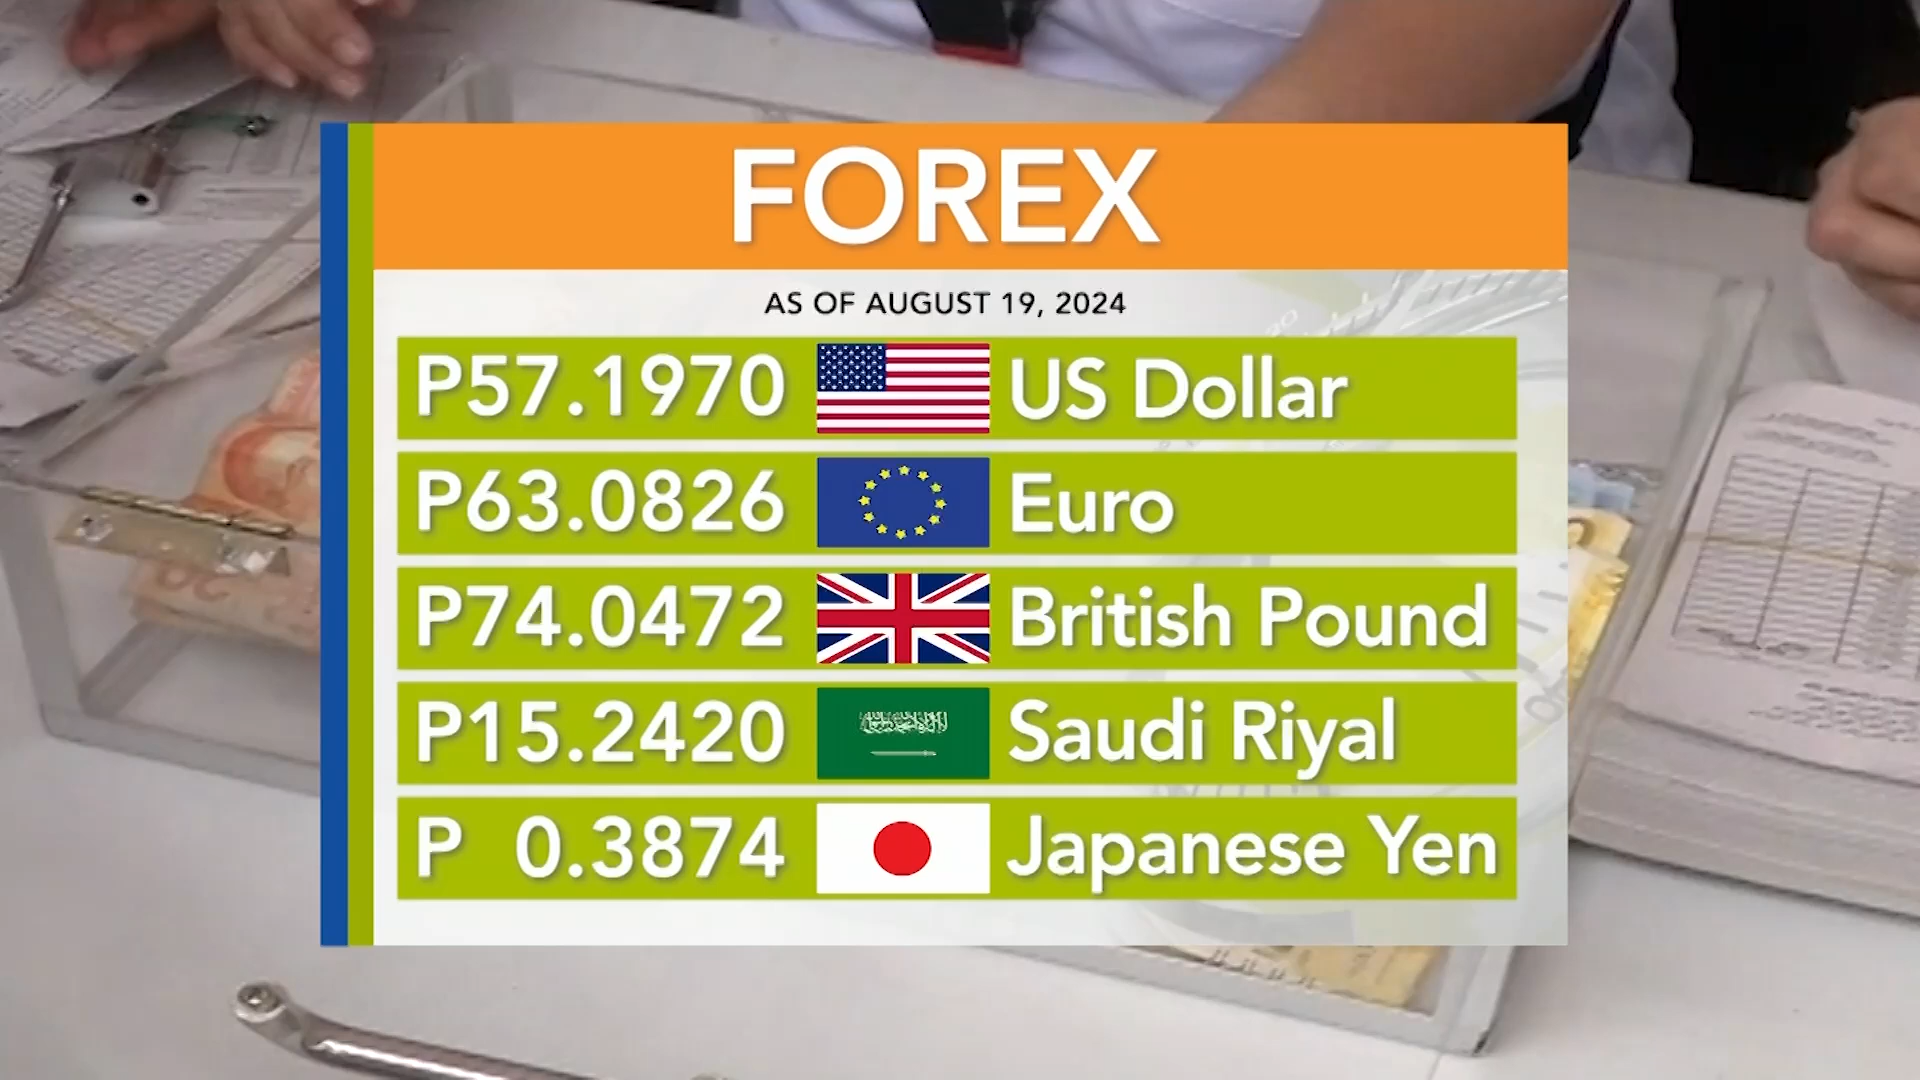 FOREX
AS OF AUGUST 19, 2024
P57.1970 US Dollar
P63.0826 Euro
P74.0472 British Pound
P15.2420 Saudi Riyal
P 0.3874 Japanese Yen